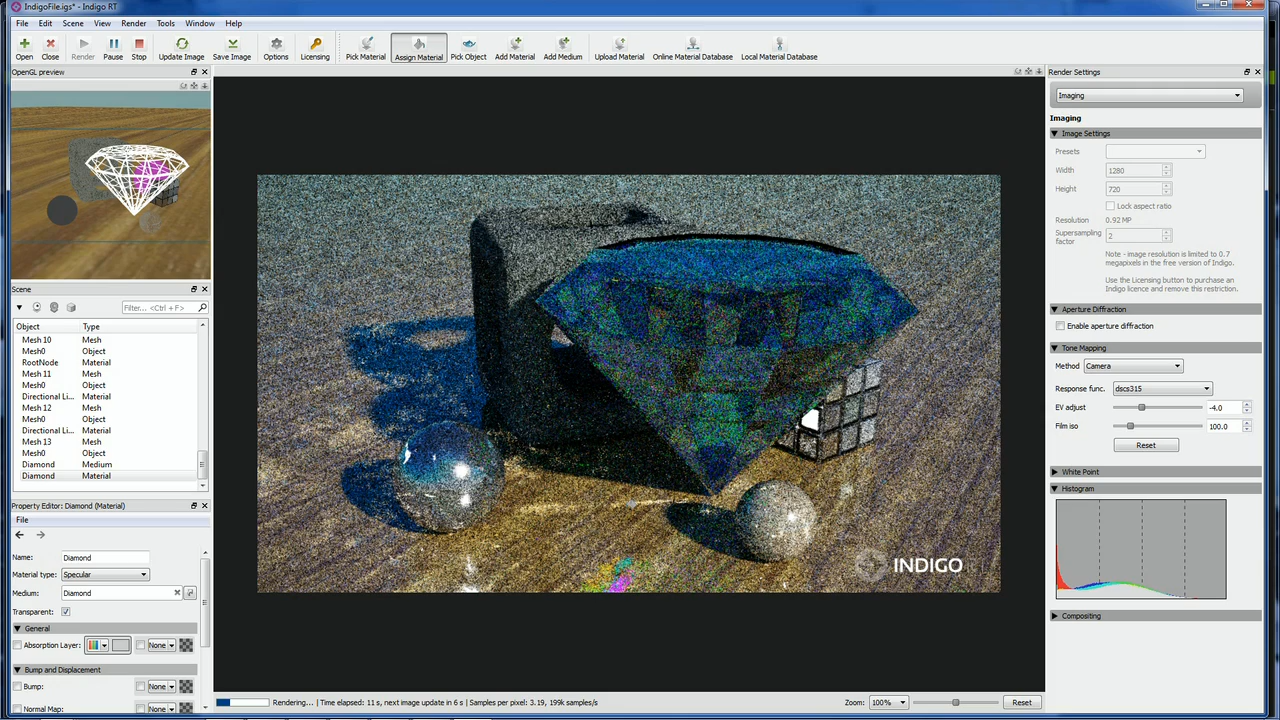 IndigoFile.igs* - Indigo RT
File Edit Scene View Render Tools Window Help
Open Close Render Pause Stop Update Image Save Image Options Licensing Pick Material Assign Material Pick Object Add Material Add Medium Upload Material Online Material Database Local Material Database
OpenGL preview
Scene
Filter... <Ctrl + F>
Object Type
Mesh 10 Mesh
Mesh0 Object
RootNode Material
Mesh 11 Mesh
Mesh0 Object
Directional Li... Material
Mesh 12 Mesh
Mesh0 Object
Directional Li... Material
Mesh 13 Mesh
Mesh0 Object
Diamond Medium
Diamond Material
Property Editor: Diamond (Material)
File
Name: Diamond
Material type: Specular
Medium: Diamond
Transparent:
General
Absorption Layer: None
Bump and Displacement
Bump: None
Normal Map: None
INDIGO
Rendering... | Time elapsed: 11 s, next image update in 6 s | Samples per pixel: 3.19, 199k samples/s
Zoom: 100% Reset
Render Settings
Imaging
Imaging
Image Settings
Presets
Width 1280
Height 720
Lock aspect ratio
Resolution 0.92 MP
Supersampling
factor 2
Note - image resolution is limited to 0.7
megapixels in the free version of Indigo.
Use the Licensing button to purchase an
Indigo licence and remove this restriction.
Aperture Diffraction
Enable aperture diffraction
Tone Mapping
Method Camera
Response func. dscs315
EV adjust -4.0
Film iso 100.0
Reset
White Point
Histogram
Compositing